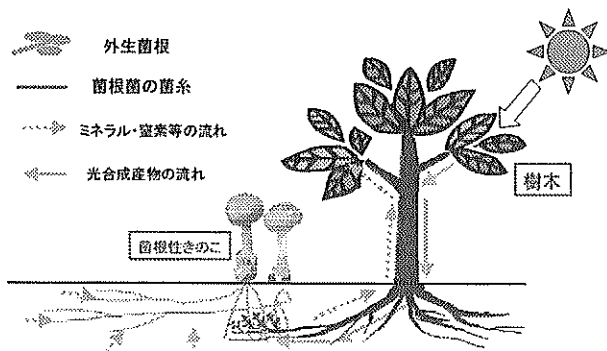 外生菌根
菌根菌の菌糸
ミネラル・窒素等の流れ
光合成産物の流れ
樹木
菌根性きのこ